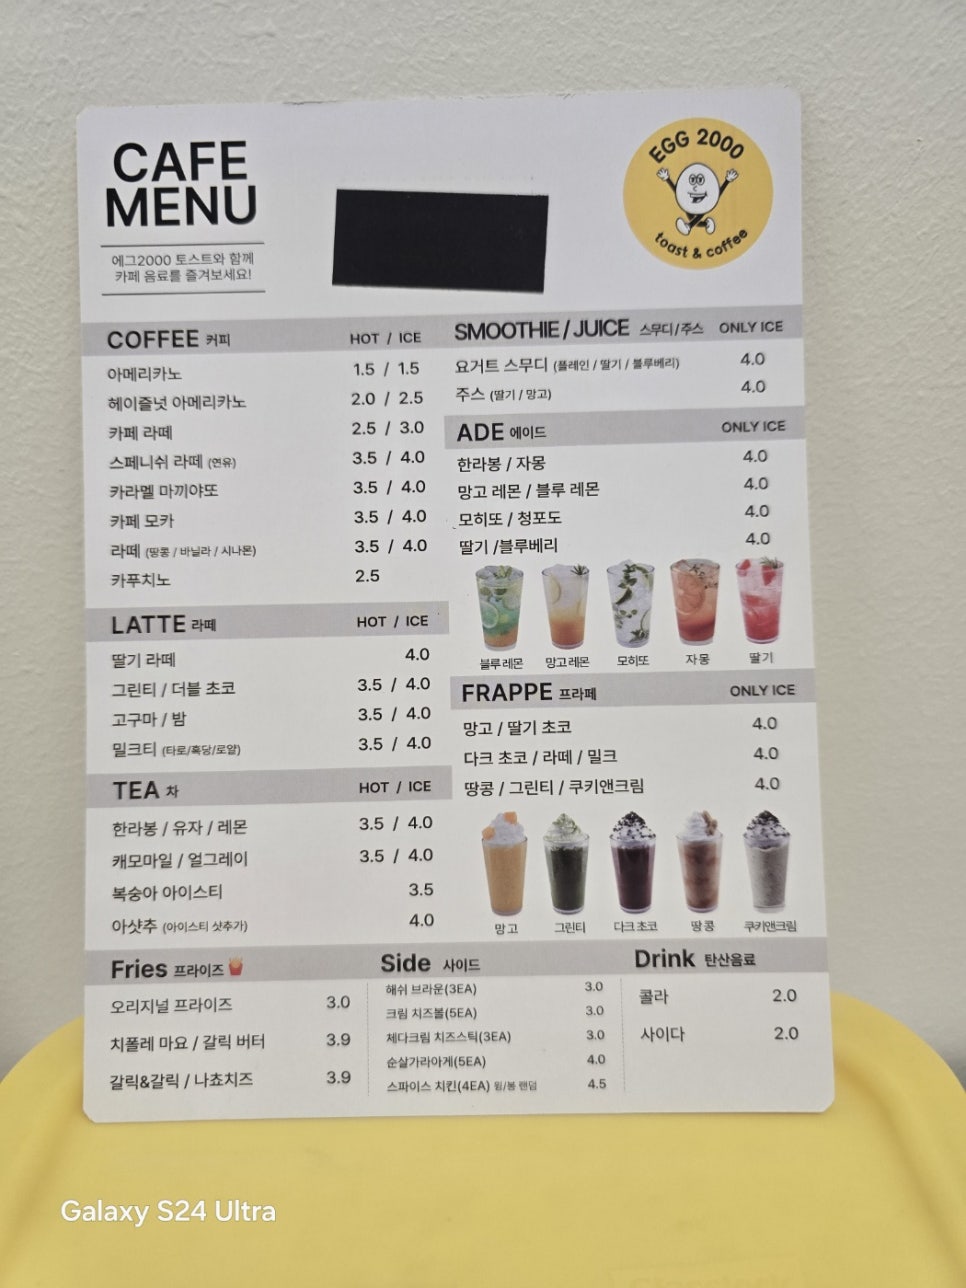 CAFE
MENU
에그2000 토스트와 함께
카페 음료를 즐겨보세요!
EGG 2000
toast & coffee
COFFEE 커피 HOT / ICE
아메리카노 1.5 / 1.5
헤이즐넛 아메리카노 2.0 / 2.5
카페 라떼 2.5 / 3.0
스페니쉬 라떼 (연유) 3.5 / 4.0
카라멜 마끼야또 3.5 / 4.0
카페 모카 3.5 / 4.0
라떼 (땅콩 / 바닐라 / 시나몬) 3.5 / 4.0
카푸치노 2.5
LATTE 라떼 HOT / ICE
딸기 라떼 4.0
그린티 / 더블 초코 3.5 / 4.0
고구마 / 밤 3.5 / 4.0
밀크티 (타로/흑당/로얄) 3.5 / 4.0
TEA 차 HOT / ICE
한라봉 / 유자 / 레몬 3.5 / 4.0
캐모마일 / 얼그레이 3.5 / 4.0
복숭아 아이스티 3.5
아샷추 (아이스티 샷추가) 4.0
SMOOTHIE / JUICE 스무디/주스 ONLY ICE
요거트 스무디 (플레인 / 딸기 / 블루베리) 4.0
주스 (딸기 / 망고) 4.0
ADE 에이드 ONLY ICE
한라봉 / 자몽 4.0
망고 레몬 / 블루 레몬 4.0
모히또 / 청포도 4.0
딸기 /블루베리 4.0
블루레몬 망고레몬 모히또 자몽 딸기
FRAPPE 프라페 ONLY ICE
망고 / 딸기 초코 4.0
다크 초코 / 라떼 / 밀크 4.0
땅콩 / 그린티 / 쿠키앤크림 4.0
망고 그린티 다크 초코 땅콩 쿠키앤크림
Fries 프라이즈
오리지널 프라이즈 3.0
치폴레 마요 / 갈릭 버터 3.9
갈릭&갈릭 / 나쵸치즈 3.9
Side 사이드
해쉬 브라운(3EA) 3.0
크림 치즈볼(5EA) 3.0
체다크림 치즈스틱(3EA) 3.0
순살가라아게(5EA) 4.0
스파이스 치킨(4EA) 윙/봉 랜덤 4.5
Drink 탄산음료
콜라 2.0
사이다 2.0
Galaxy S24 Ultra